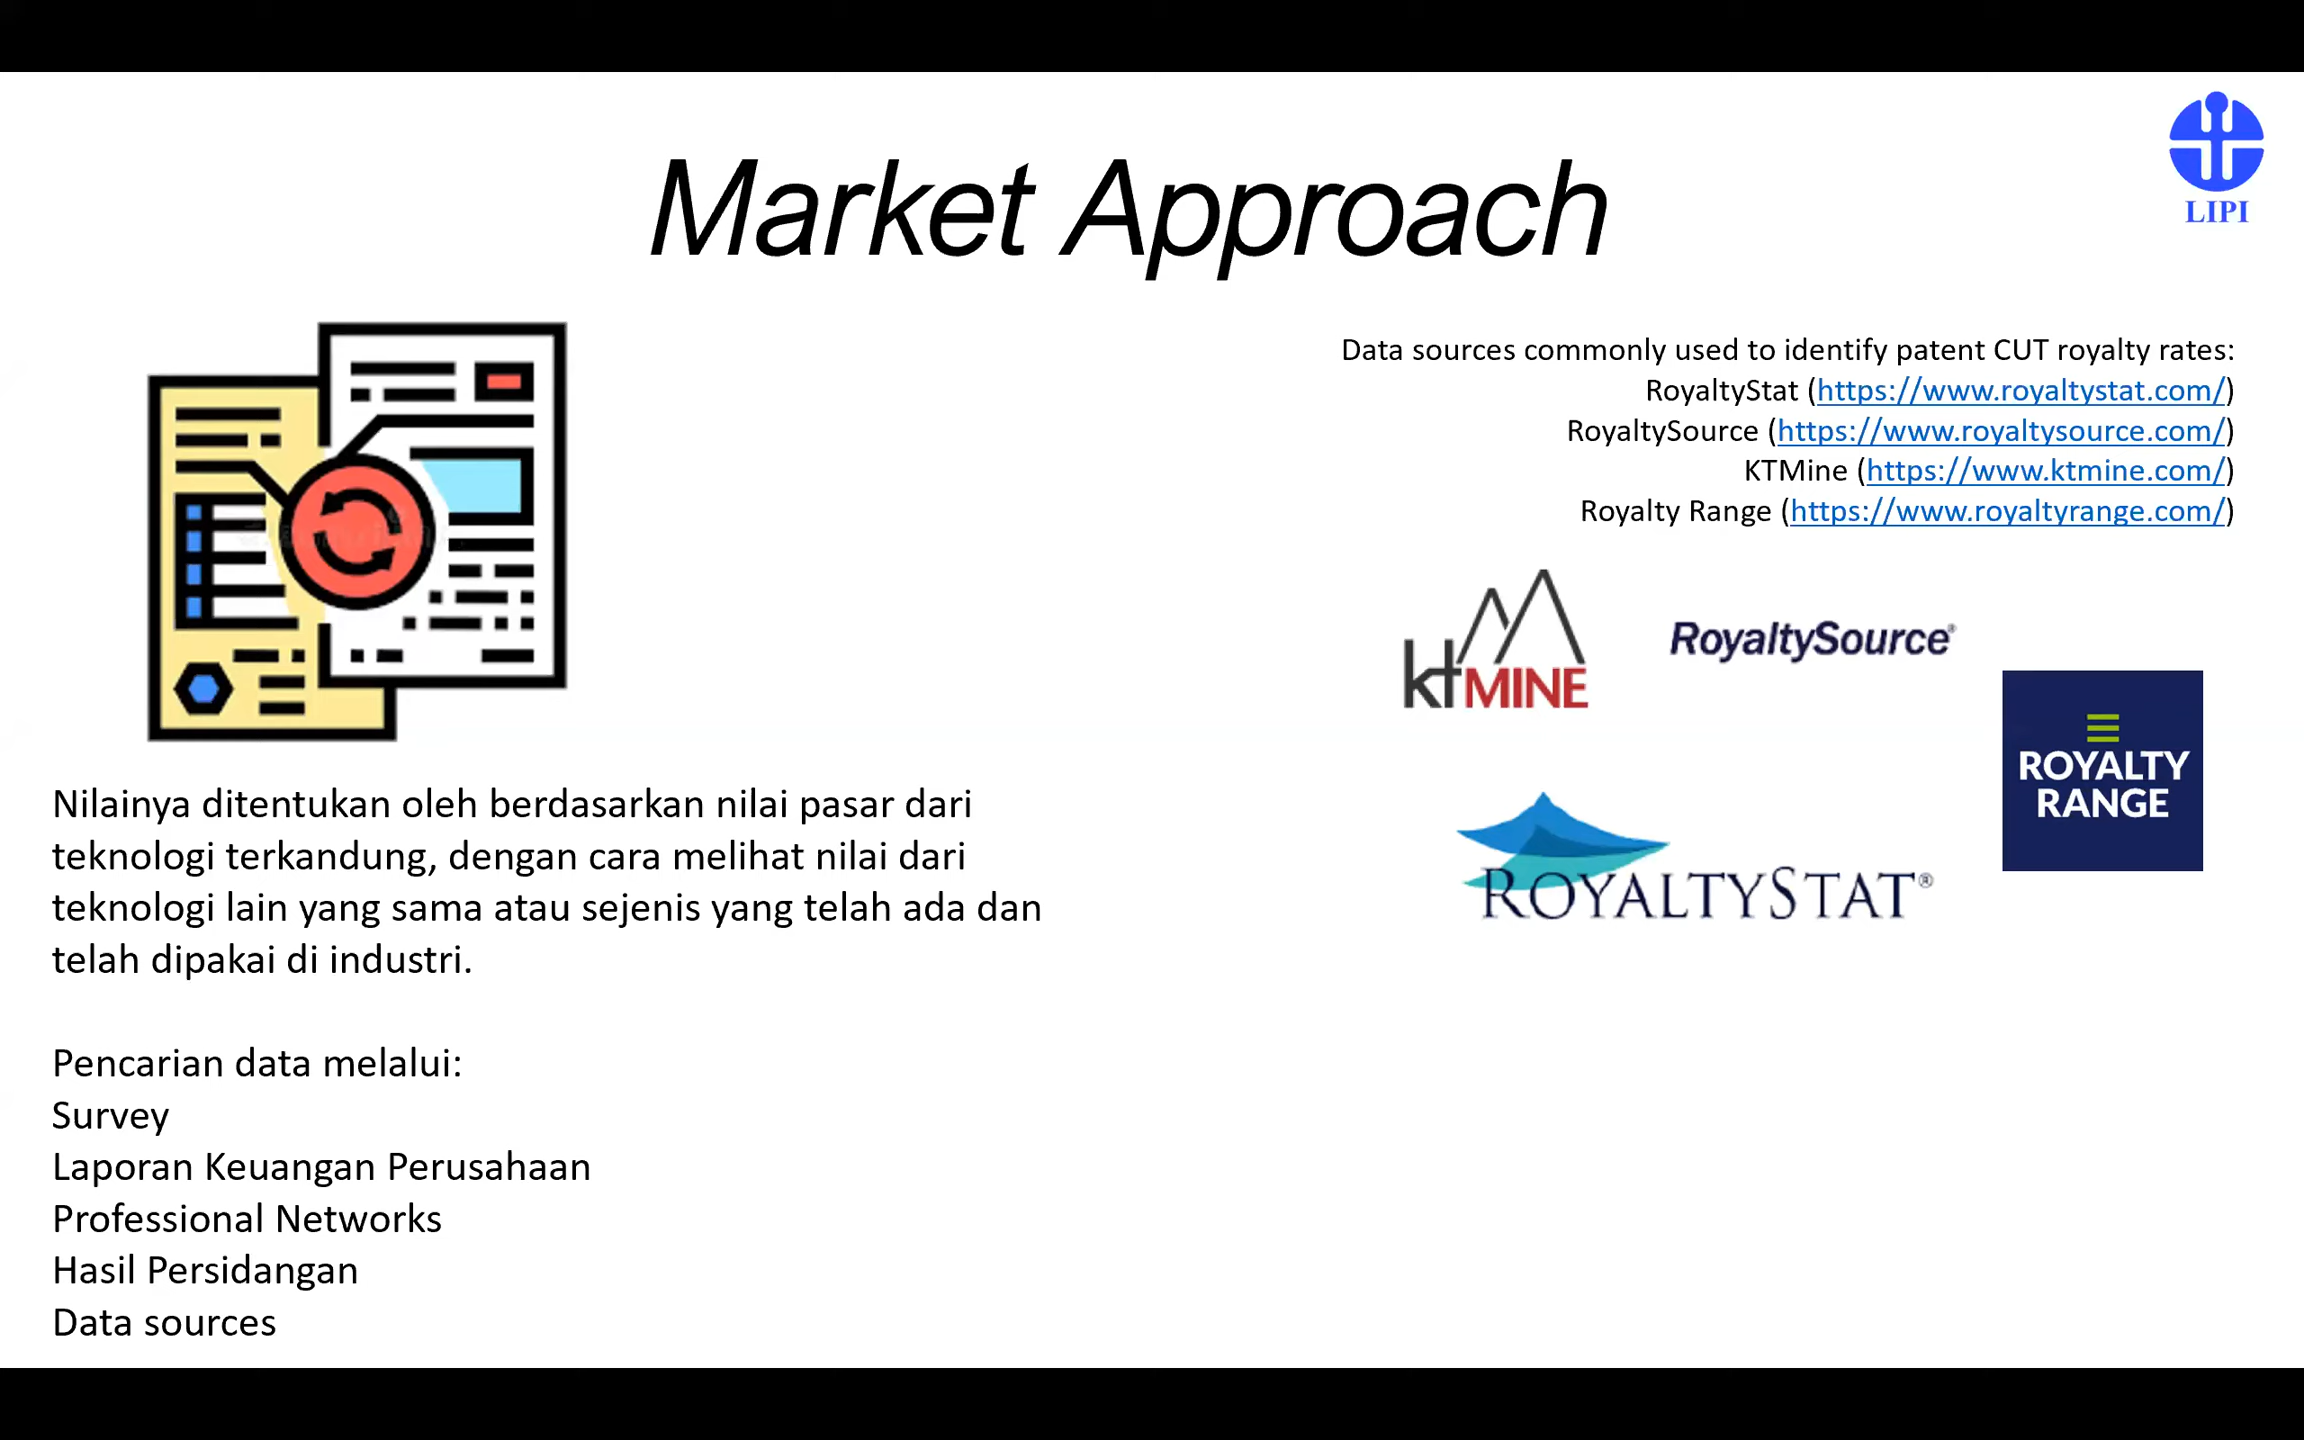 Market Approach
LIPI
Data sources commonly used to identify patent CUT royalty rates:
RoyaltyStat (https://www.royaltystat.com/)
RoyaltySource (https://www.royaltysource.com/)
KTMine (https://www.ktmine.com/)
Royalty Range (https://www.royaltyrange.com/)
ktMINE
RoyaltySource®
ROYALTY
RANGE
ROYALTYSTAT®
Nilainya ditentukan oleh berdasarkan nilai pasar dari
teknologi terkandung, dengan cara melihat nilai dari
teknologi lain yang sama atau sejenis yang telah ada dan
telah dipakai di industri.
Pencarian data melalui:
Survey
Laporan Keuangan Perusahaan
Professional Networks
Hasil Persidangan
Data sources